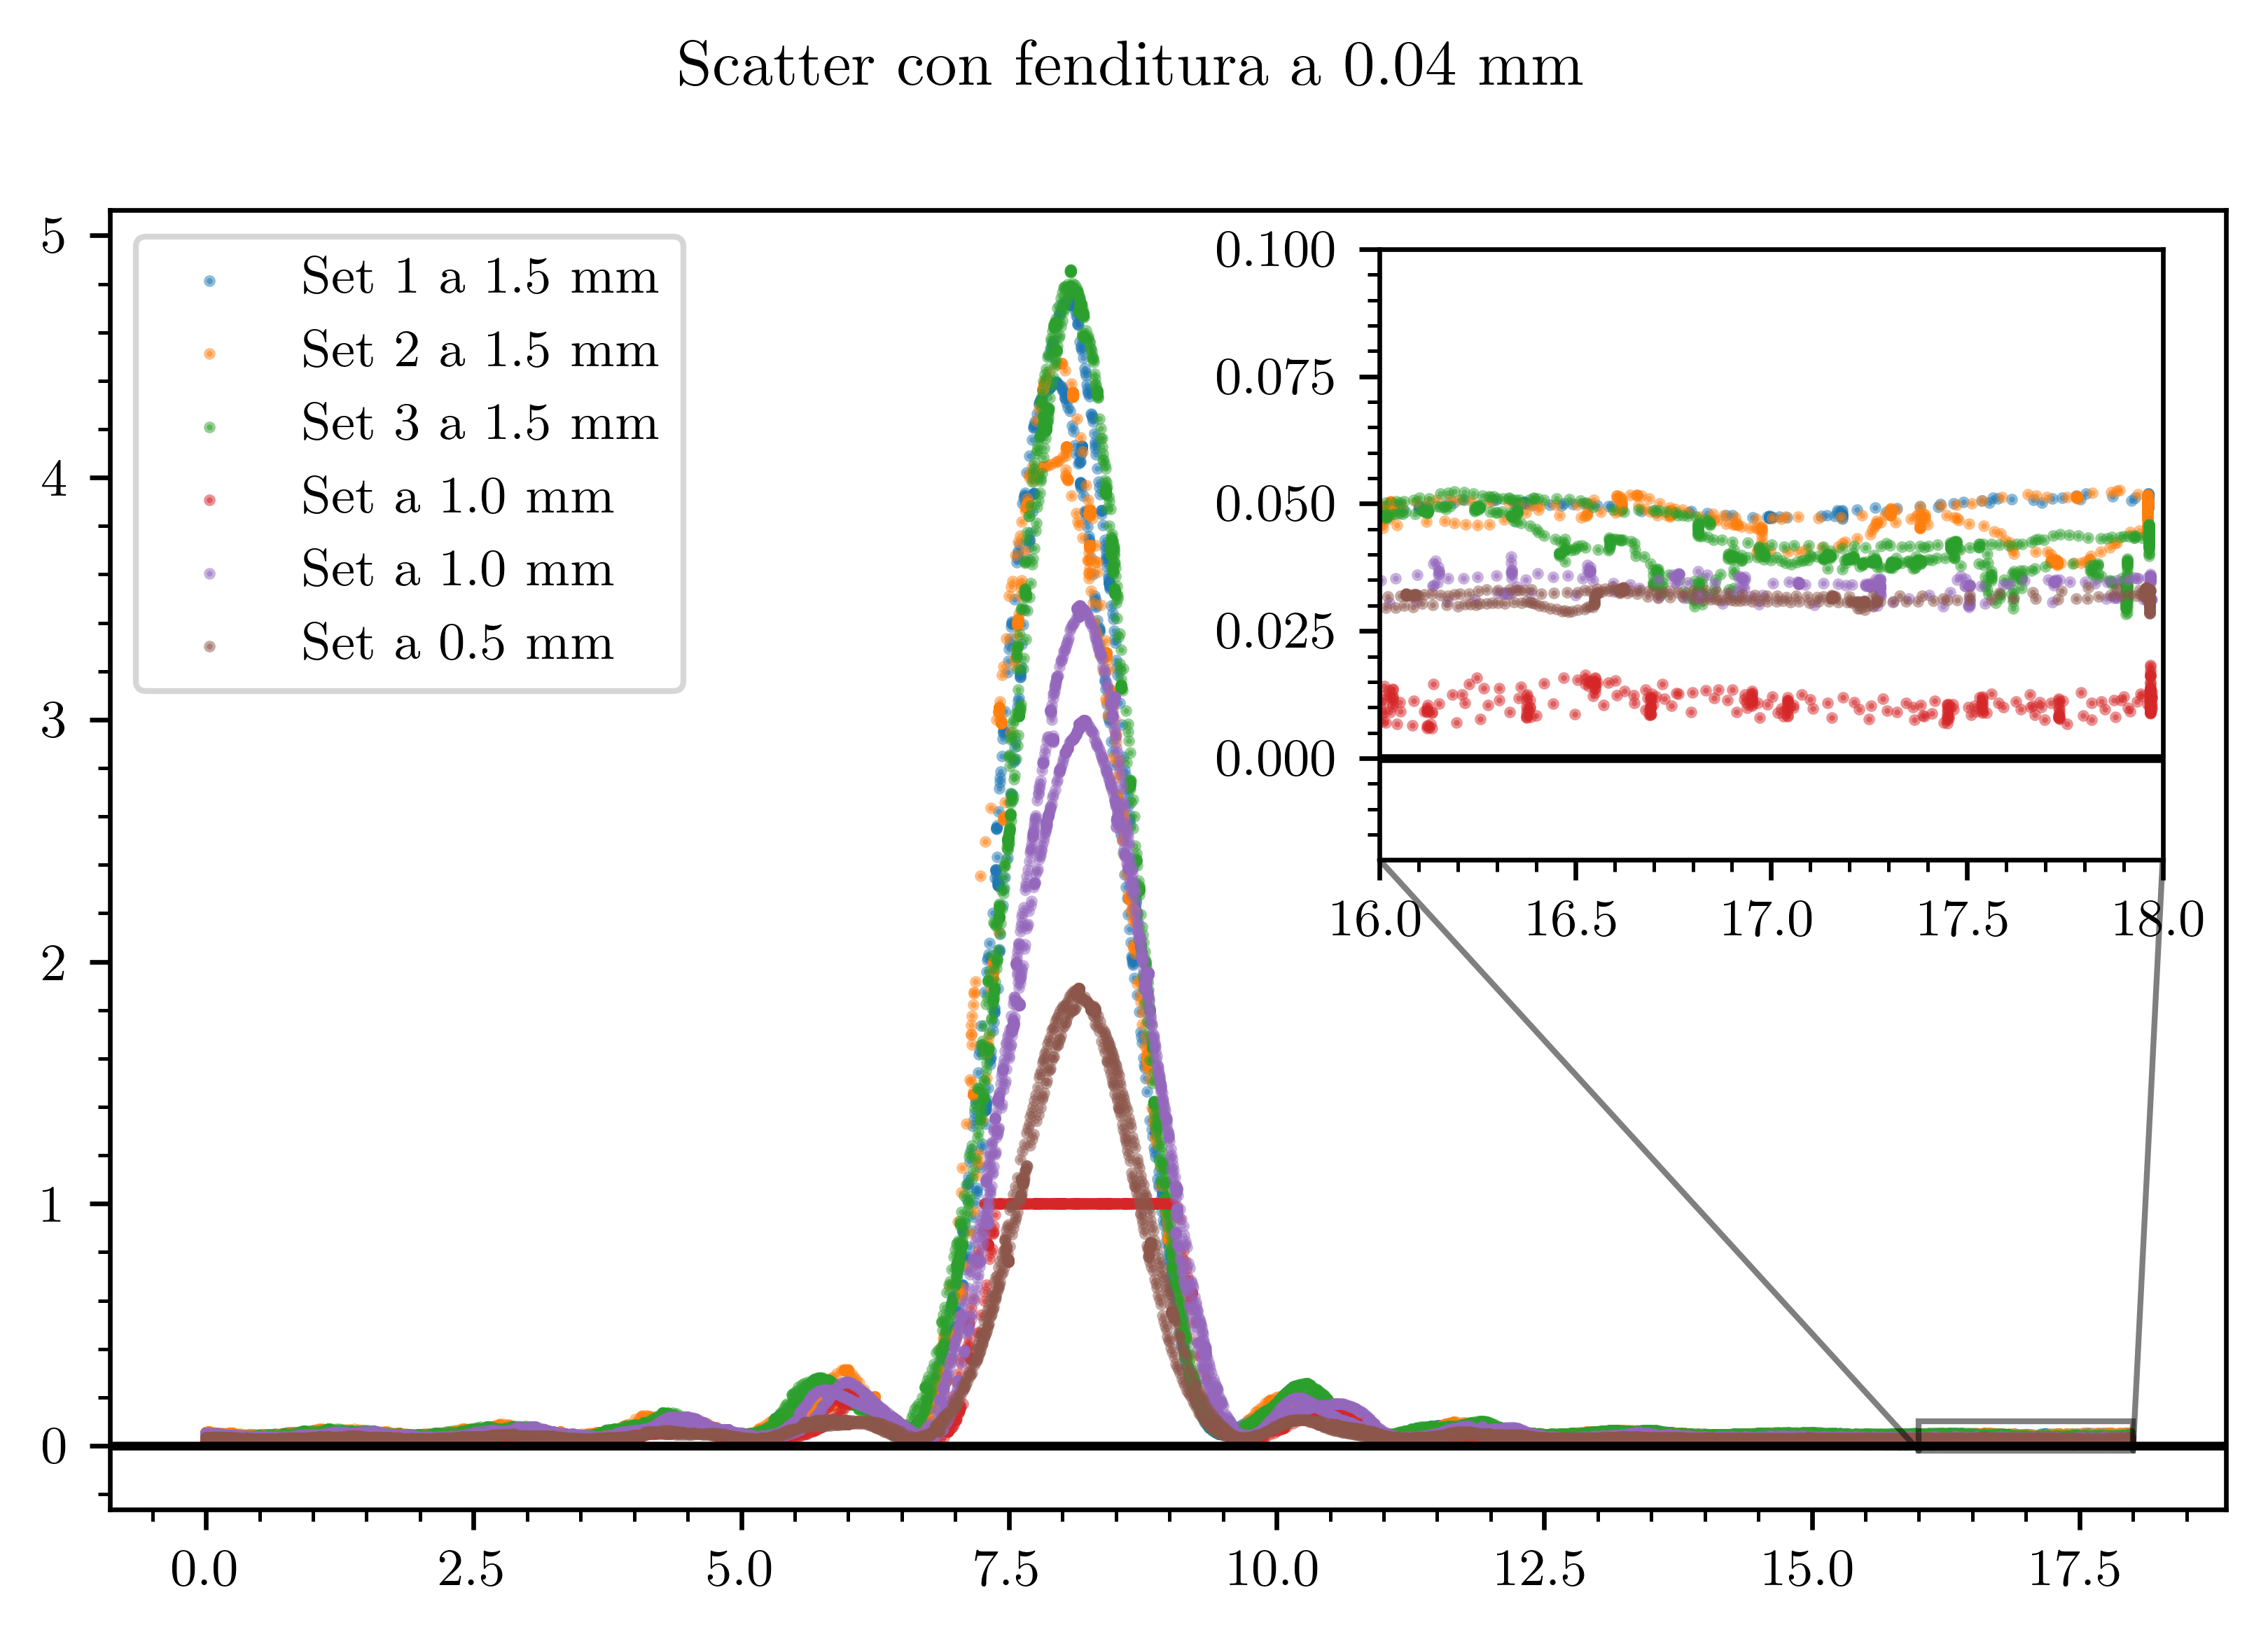 Scatter con fenditura a 0.04 mm
5
4
3
2
1
0
Set 1 a 1.5 mm
Set 2 a 1.5 mm
Set 3 a 1.5 mm
Set a 1.0 mm
Set a 1.0 mm
Set a 0.5 mm
0.100
0.075
0.050
0.025
0.000
16.0 16.5 17.0 17.5 18.0
0.0 2.5 5.0 7.5 10.0 12.5 15.0 17.5